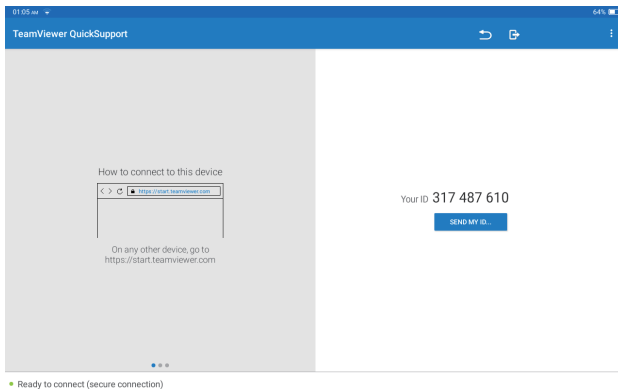 01:05 AM 64%
TeamViewer QuickSupport
How to connect to this device
https://start.teamviewer.com
On any other device, go to
https://start.teamviewer.com
Your ID 317 487 610
SEND MY ID...
Ready to connect (secure connection)